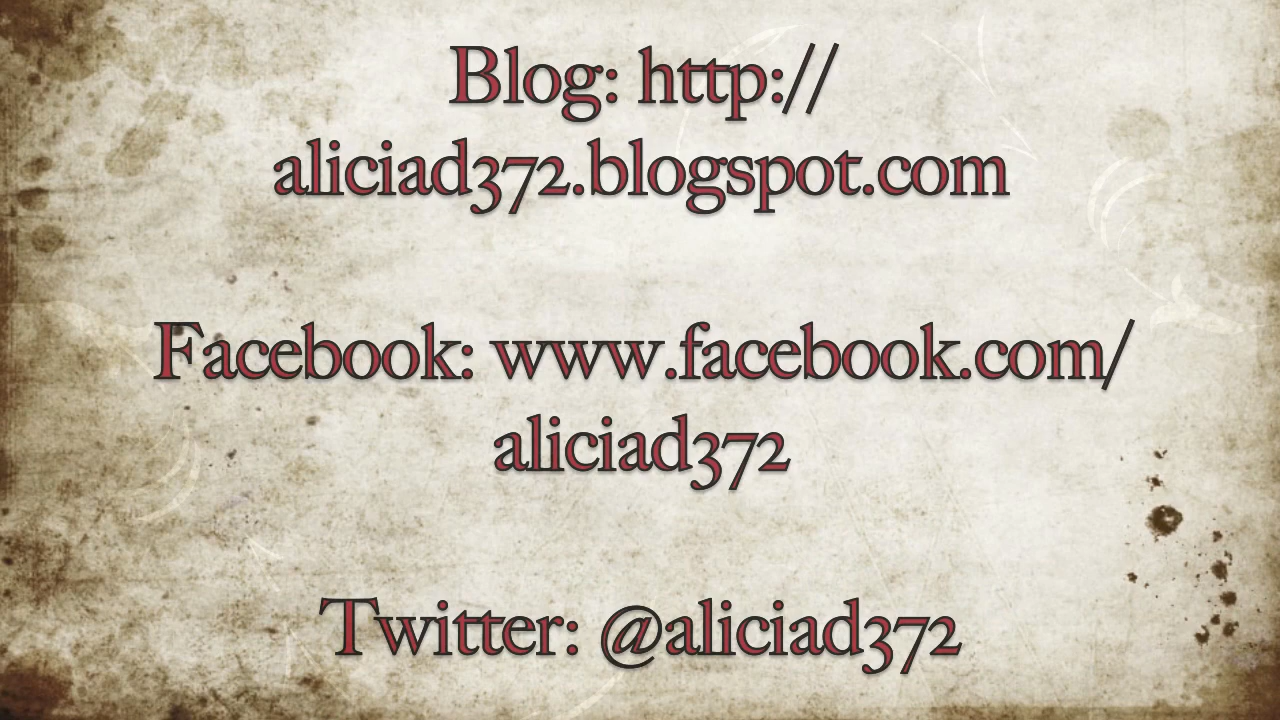 Blog: http://
aliciad372.blogspot.com
Facebook: www.facebook.com/
aliciad372
Twitter: @aliciad372